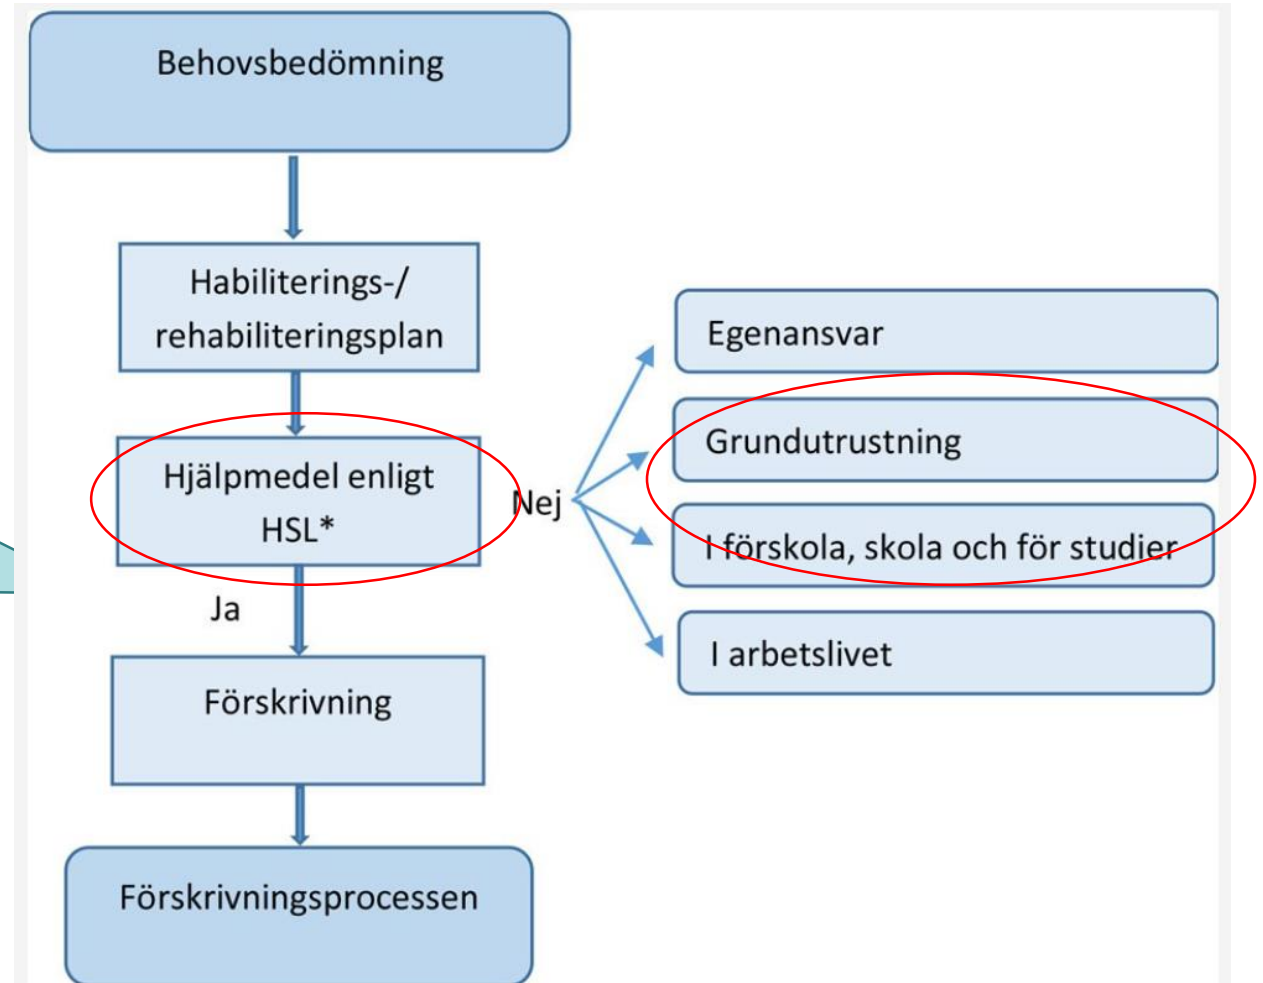 Behovsbedömning
Habiliterings-/
rehabiliteringsplan
Hjälpmedel enligt
HSL*
Nej
Egenansvar
Grundutrustning
I förskola, skola och för studier
I arbetslivet
Ja
Förskrivning
Förskrivningsprocessen